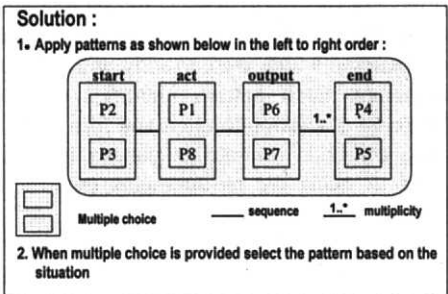 Solution :
1. Apply patterns as shown below in the left to right order :
start act output end
P2 P1 P6 P4
1..*
P3 P8 P7 P5
Multiple choice sequence 1..* multiplicity
2. When multiple choice is provided select the pattern based on the
situation